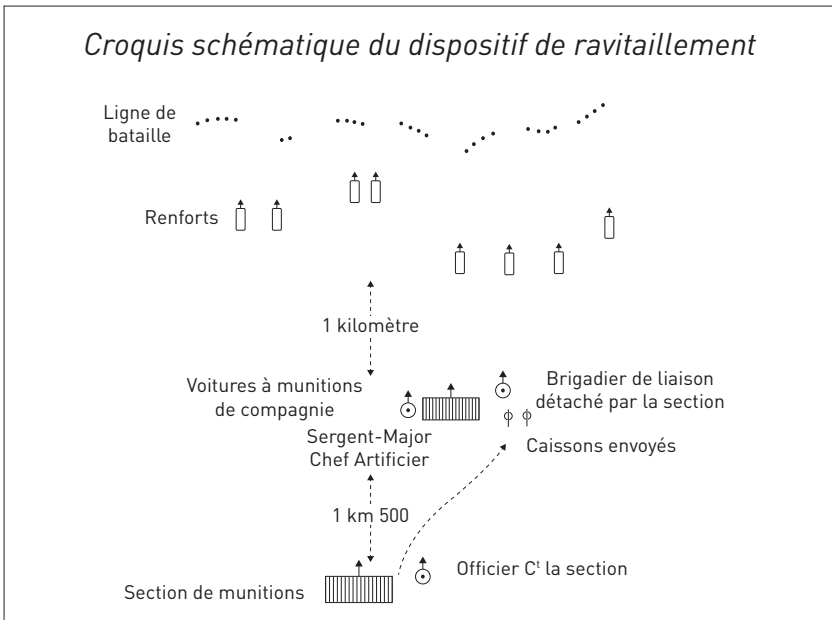 Croquis schématique du dispositif de ravitaillement
Ligne de
bataille
Renforts
1 kilomètre
Voitures à munitions
de compagnie
Brigadier de liaison
détaché par la section
Sergent-Major
Chef Artificier
Caissons envoyés
1 km 500
Officier Cᵗ la section
Section de munitions